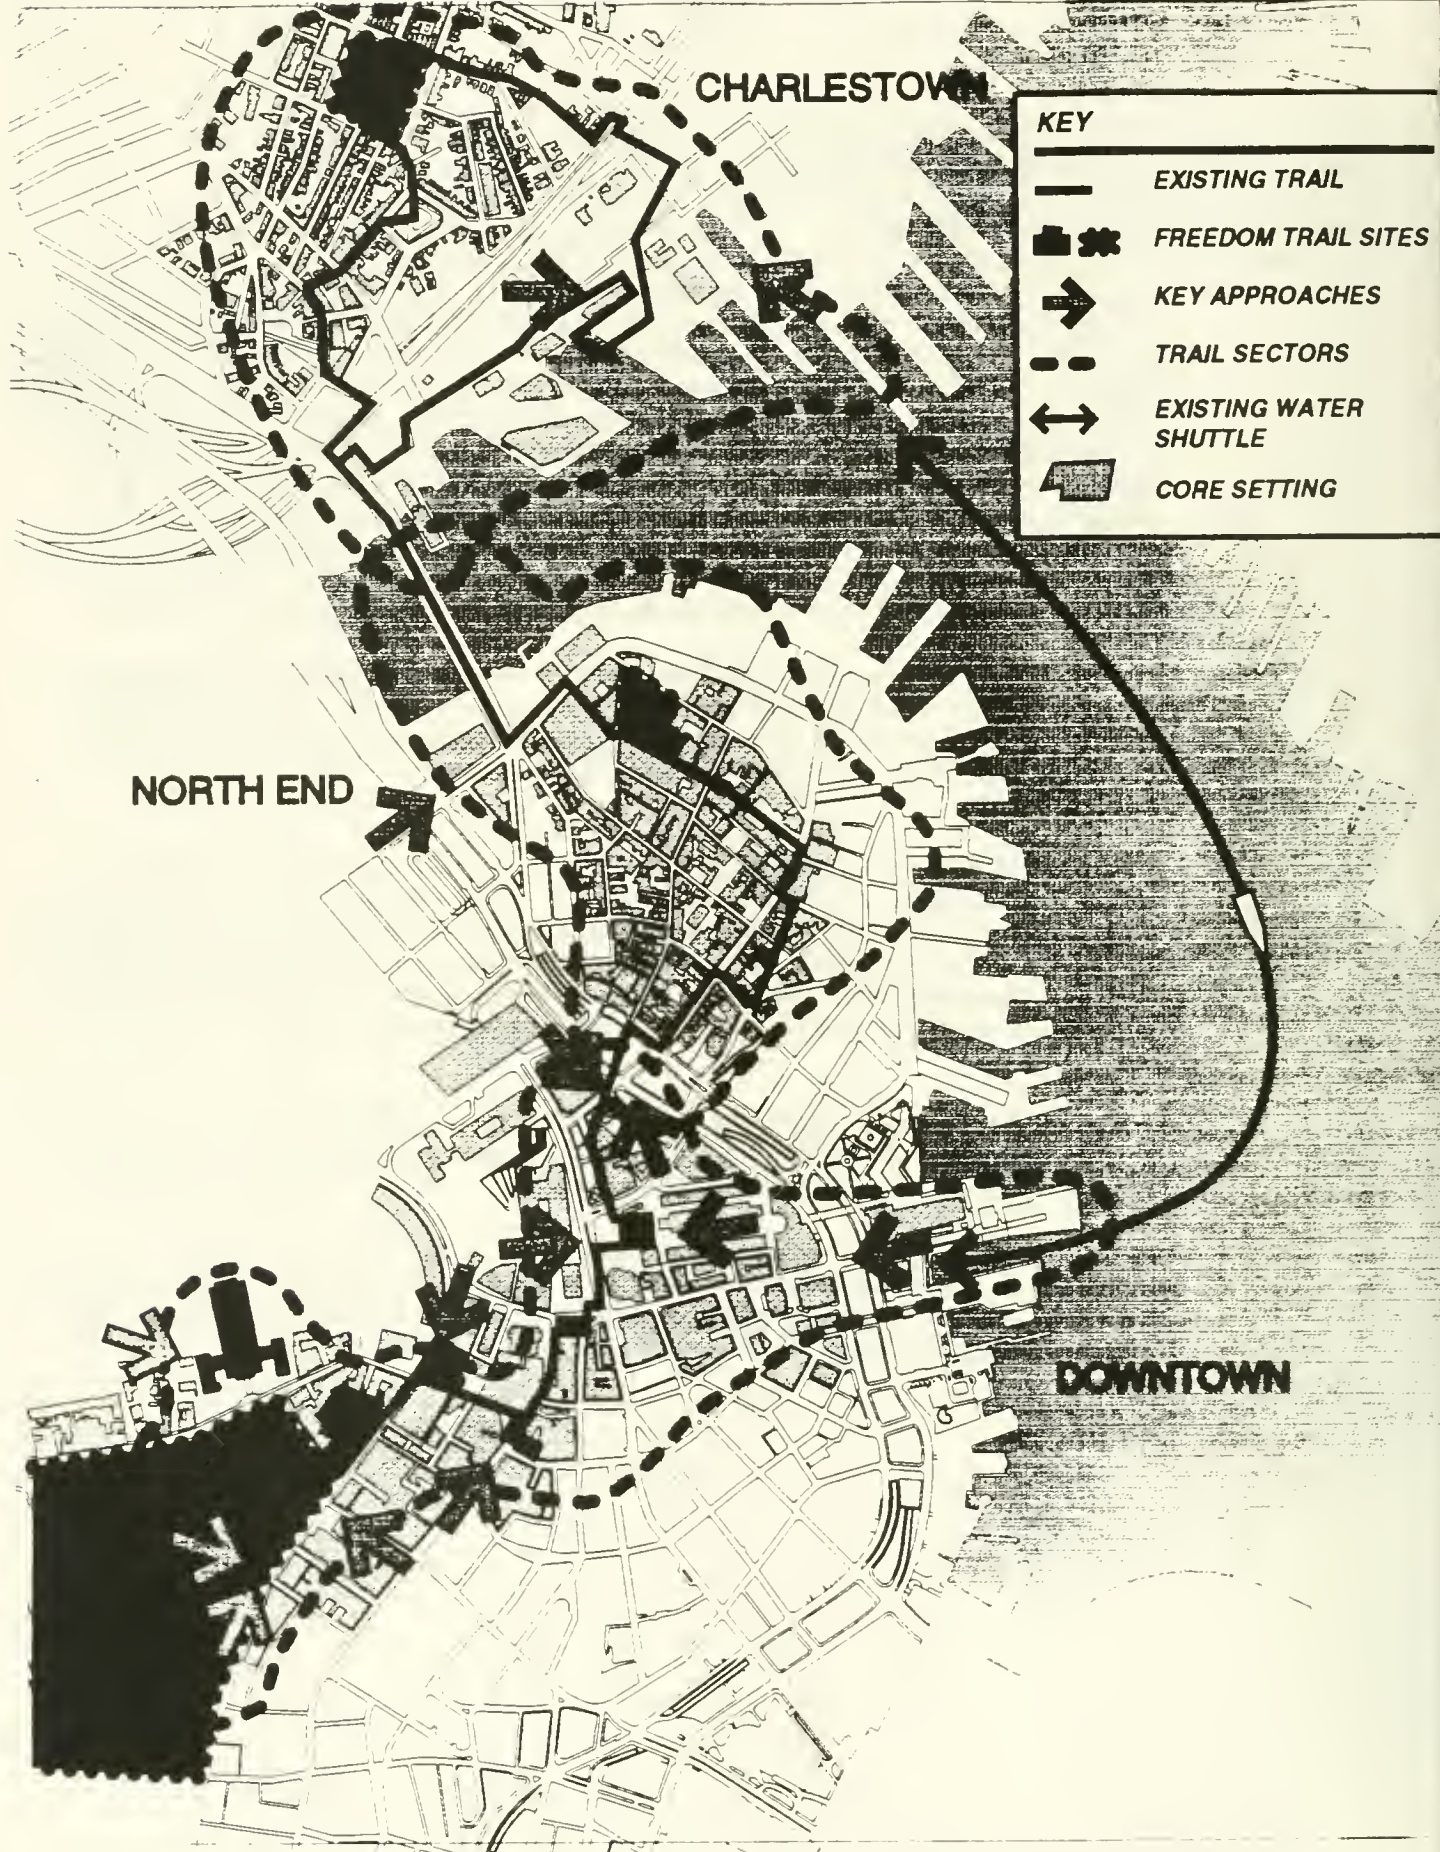 CHARLESTOWN
KEY
EXISTING TRAIL
FREEDOM TRAIL SITES
KEY APPROACHES
TRAIL SECTORS
EXISTING WATER
SHUTTLE
CORE SETTING
NORTH END
DOWNTOWN